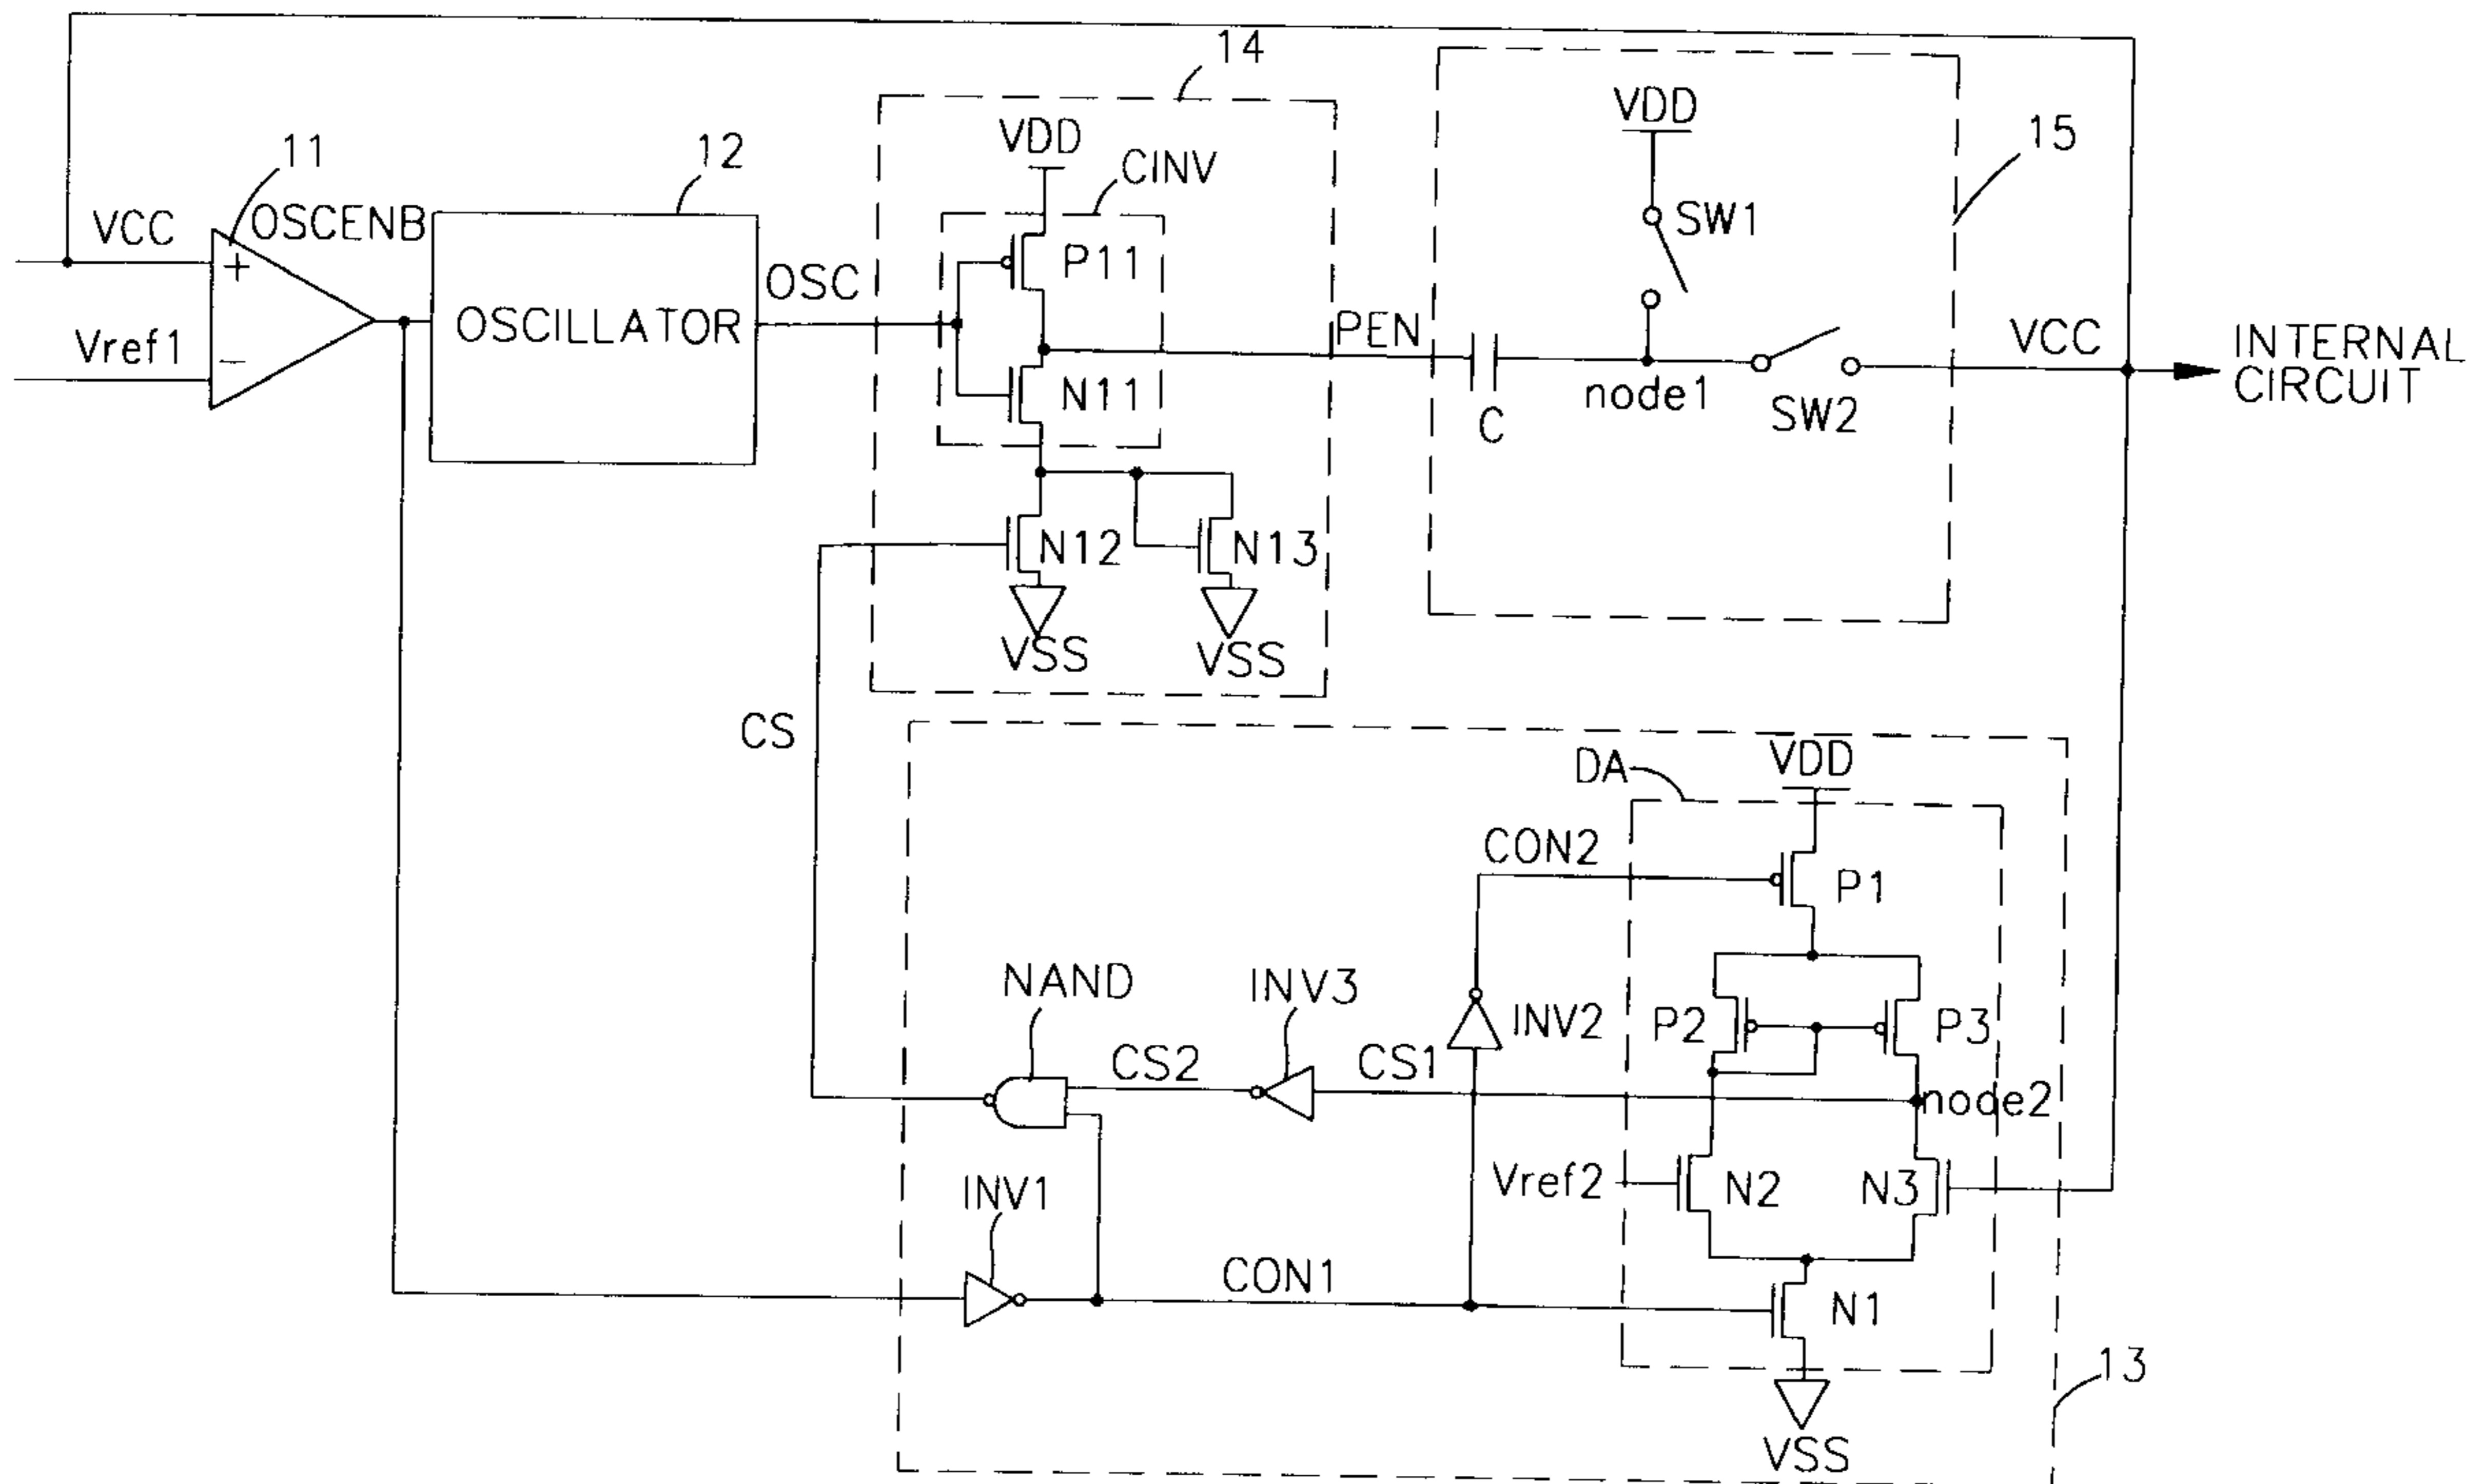 14
VDD
15
11
12
VDD
CINV
VCC
OSCENB
SW1
+
P11
OSC
OSCILLATOR
PEN
VCC
INTERNAL
CIRCUIT
Vref1
−
N11
C
node1
SW2
N12
N13
VSS
VSS
CS
DA
VDD
CON2
P1
NAND
INV3
INV2
P2
P3
CS2
CS1
node2
Vref2
N2
N3
INV1
CON1
N1
13
VSS